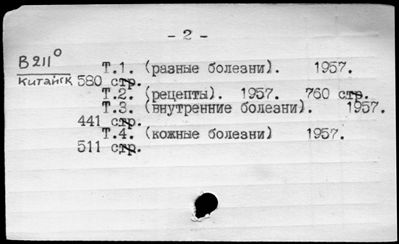 - 2 -
В 211⁰
Т.1. (разные болезни). 1957.
Китайск 580 стр.
Т.2. (рецепты). 1957. 760 стр.
Т.3. (внутренние болезни). 1957.
441 стр.
Т.4. (кожные болезни) 1957.
511 стр.